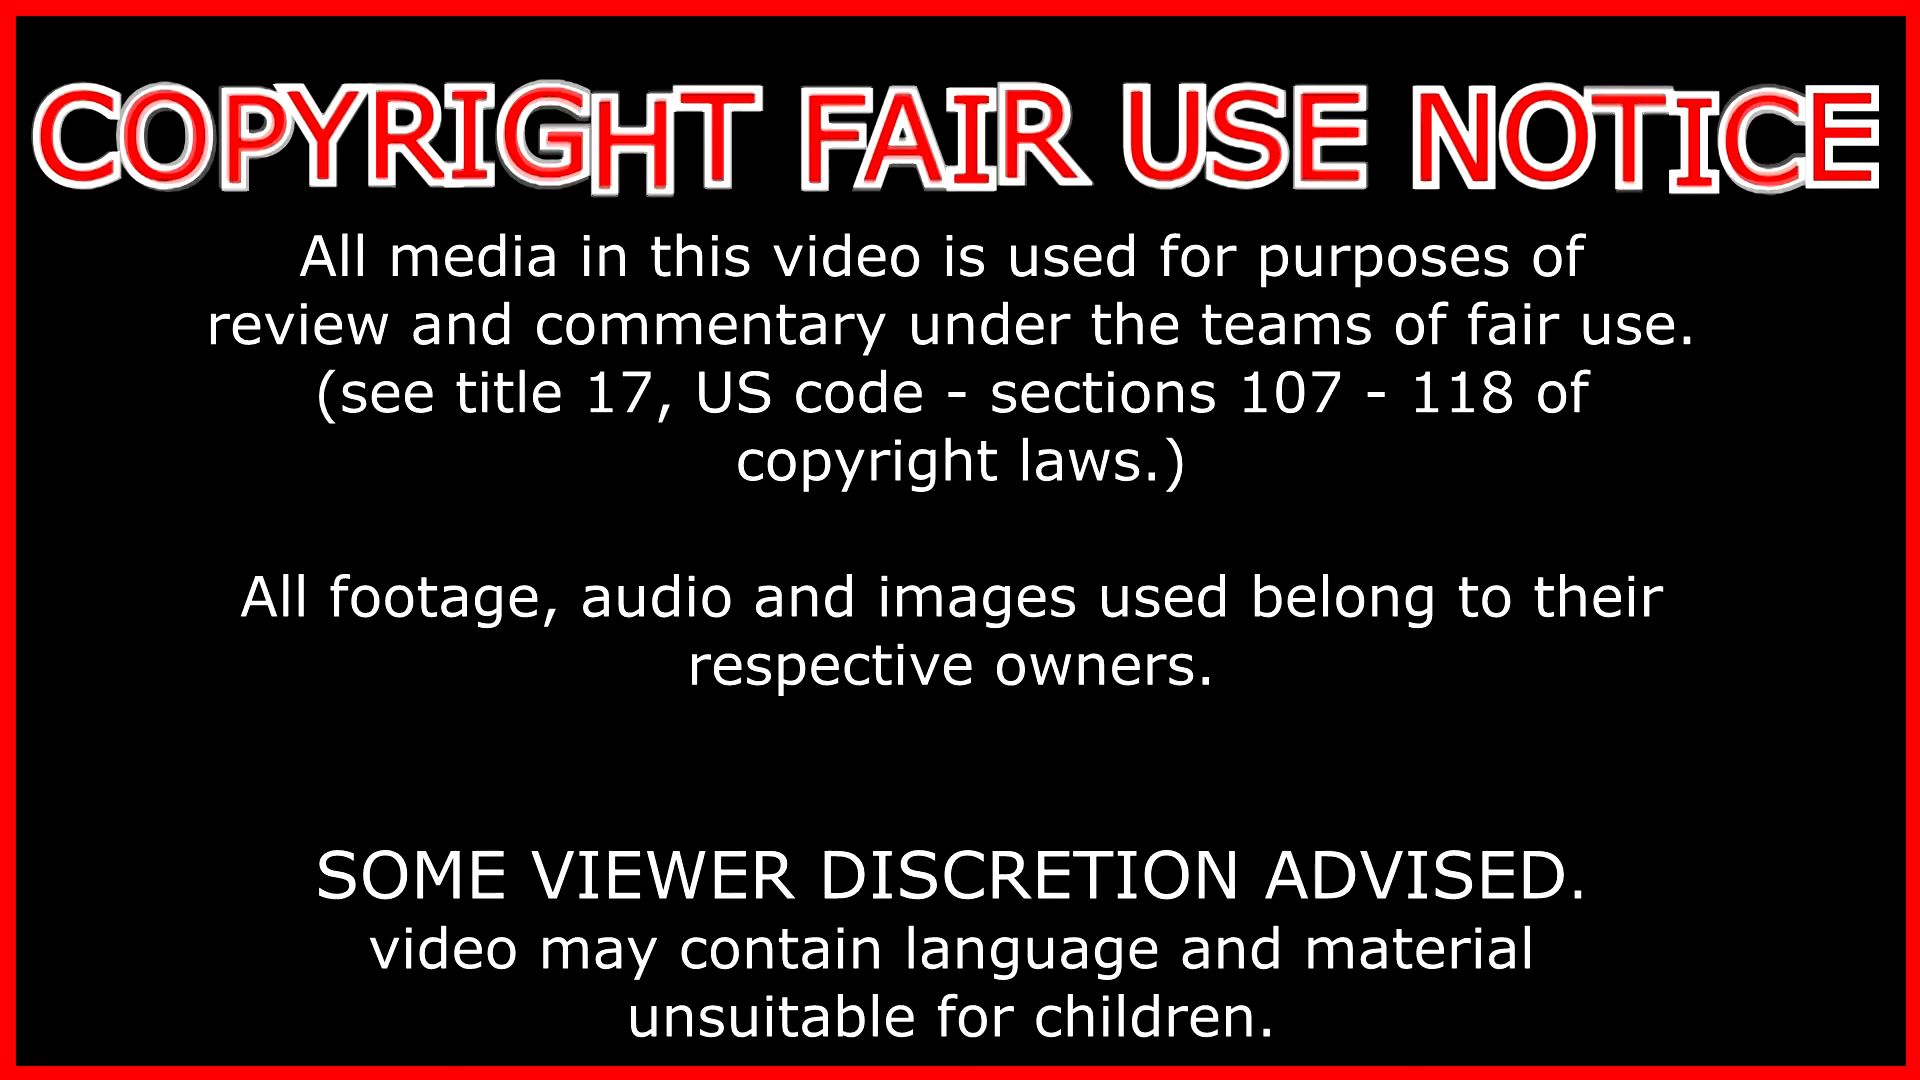 COPYRIGHT FAIR USE NOTICE
All media in this video is used for purposes of
review and commentary under the teams of fair use.
(see title 17, US code - sections 107 - 118 of
copyright laws.)
All footage, audio and images used belong to their
respective owners.
SOME VIEWER DISCRETION ADVISED.
video may contain language and material
unsuitable for children.